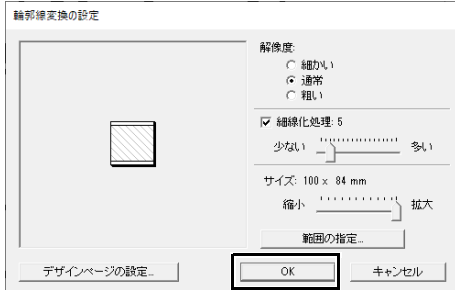 輪郭線変換の設定
解像度:
細かい
通常
粗い
細線化処理: 5
少ない 多い
サイズ: 100 x 84 mm
縮小 拡大
範囲の指定...
デザインページの設定... OK キャンセル